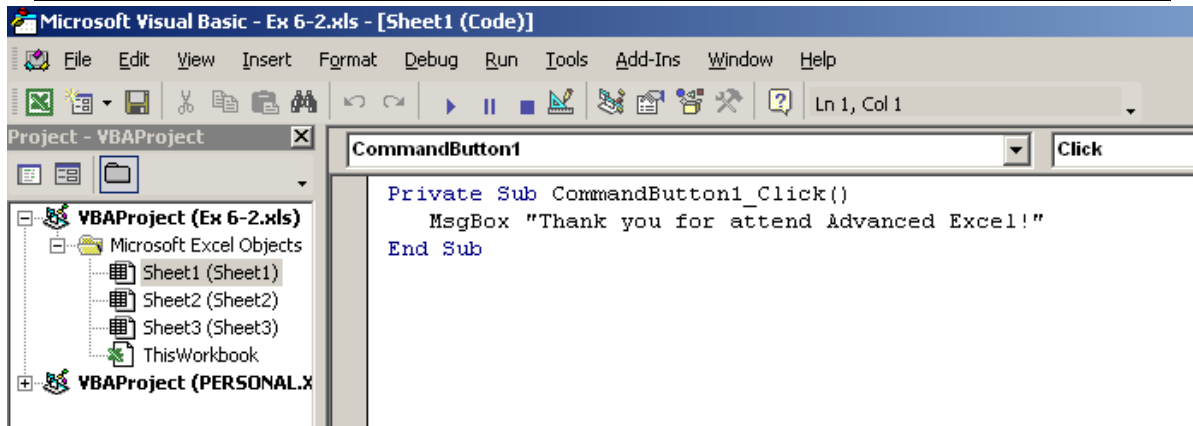 Microsoft Visual Basic - Ex 6-2.xls - [Sheet1 (Code)]
File Edit View Insert Format Debug Run Tools Add-Ins Window Help
Ln 1, Col 1
Project - VBAProject
CommandButton1
Click
VBAProject (Ex 6-2.xls)
Microsoft Excel Objects
Sheet1 (Sheet1)
Sheet2 (Sheet2)
Sheet3 (Sheet3)
ThisWorkbook
VBAProject (PERSONAL.X
Private Sub CommandButton1_Click()
MsgBox "Thank you for attend Advanced Excel!"
End Sub